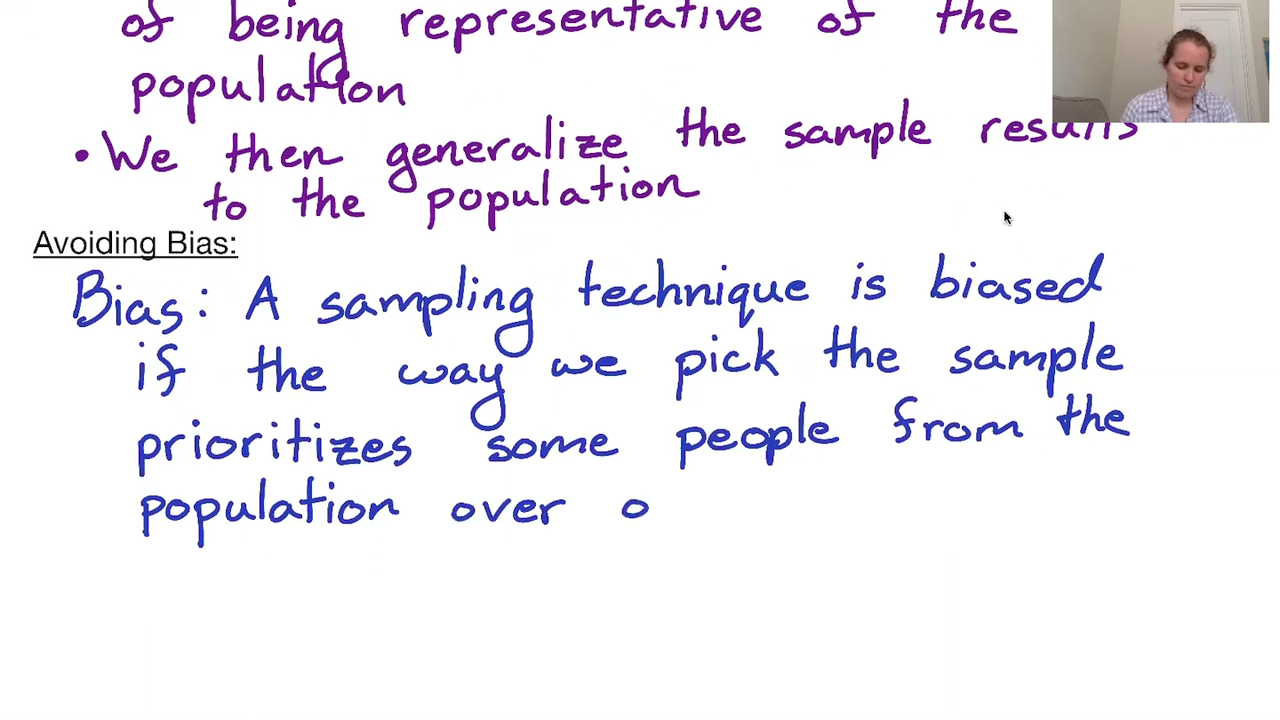 of being representative of the
population
• We then generalize the sample results
to the population
Avoiding Bias:
Bias: A sampling technique is biased
if the way we pick the sample
prioritizes some people from the
population over o